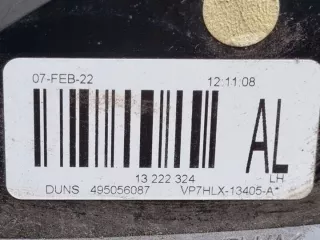 07-FEB-22 12:11:08
AL
13 222 324 LH
DUNS 495056087 VP7HLX-13405-A*